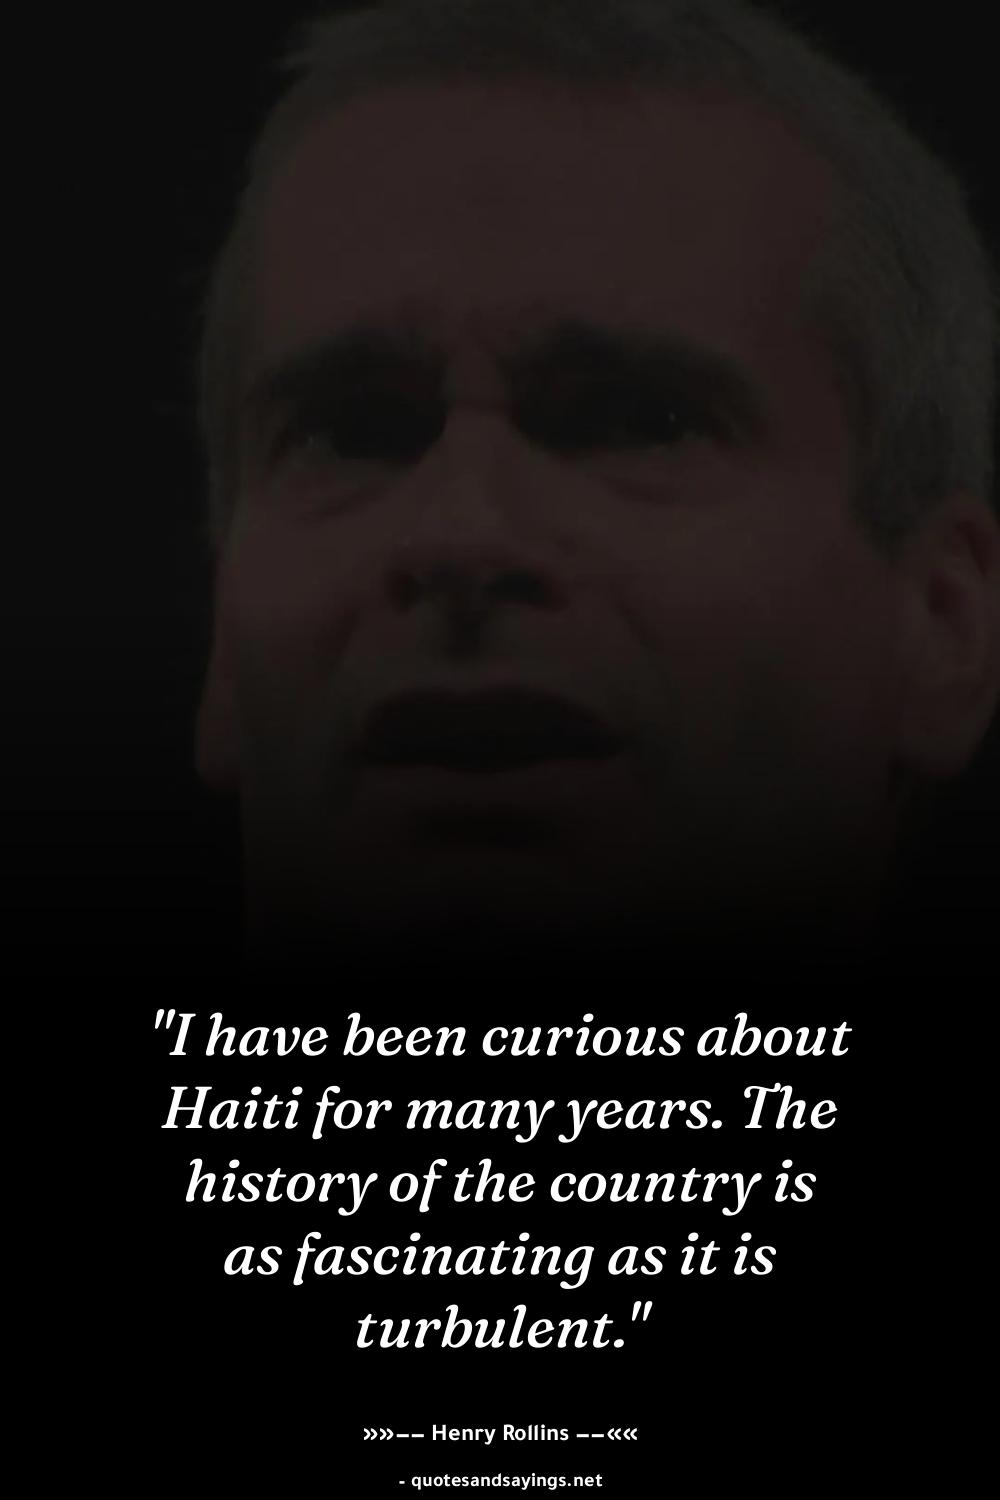 "I have been curious about
Haiti for many years. The
history of the country is
as fascinating as it is
turbulent."
»»−− Henry Rollins −−««
- quotesandsayings.net